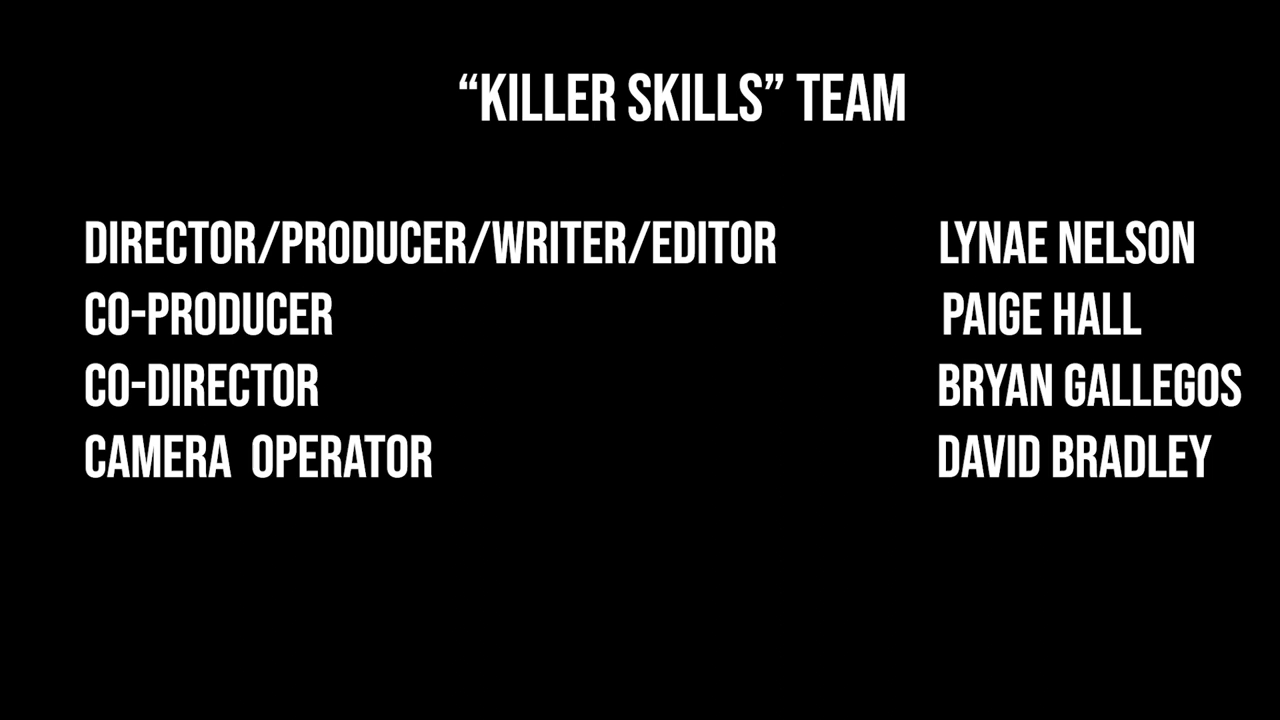 “KILLER SKILLS” TEAM
DIRECTOR/PRODUCER/WRITER/EDITOR LYNAE NELSON
CO-PRODUCER PAIGE HALL
CO-DIRECTOR BRYAN GALLEGOS
CAMERA  OPERATOR DAVID BRADLEY